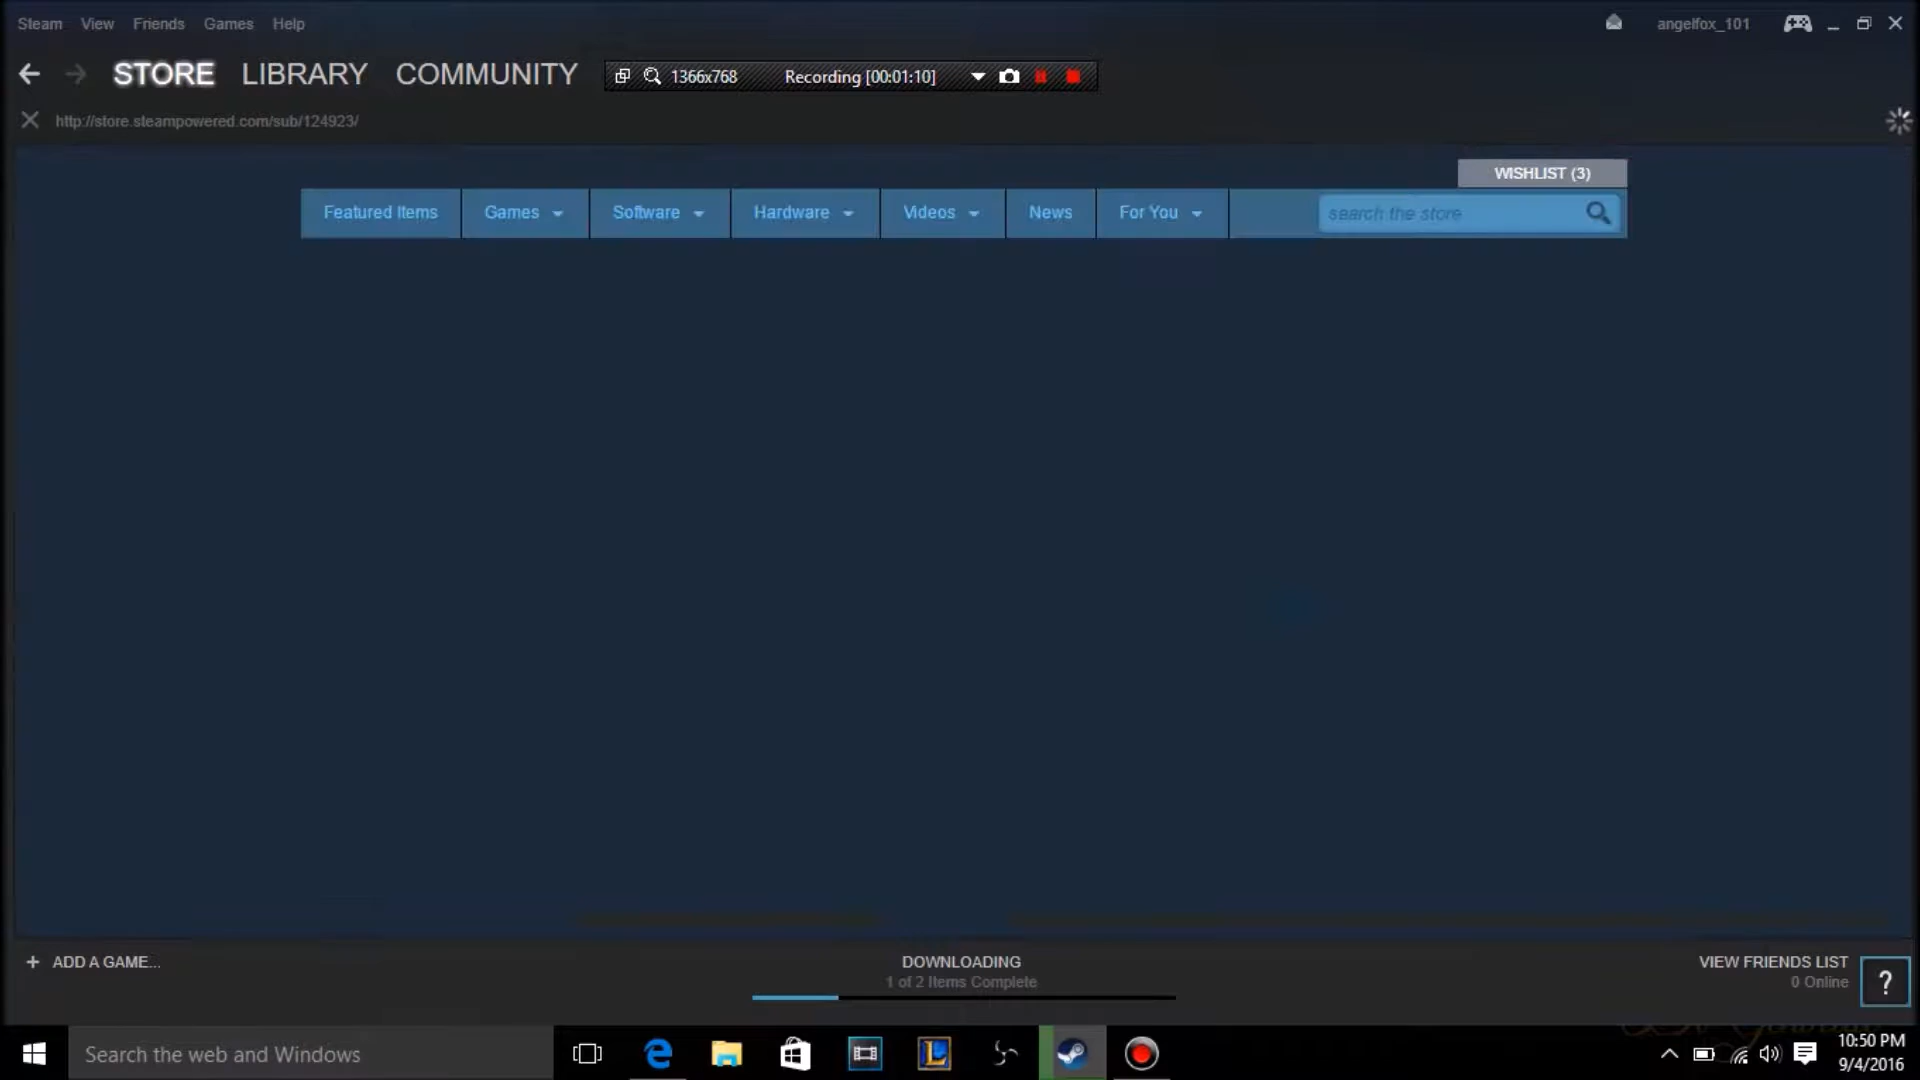 Steam View Friends Games Help
angelfox_101
STORE LIBRARY COMMUNITY
1366x768 Recording [00:01:10]
http://store.steampowered.com/sub/124923/
WISHLIST (3)
Featured Items Games Software Hardware Videos News For You search the store
+ ADD A GAME...
DOWNLOADING
1 of 2 Items Complete
VIEW FRIENDS LIST
0 Online
?
Search the web and Windows
10:50 PM
9/4/2016